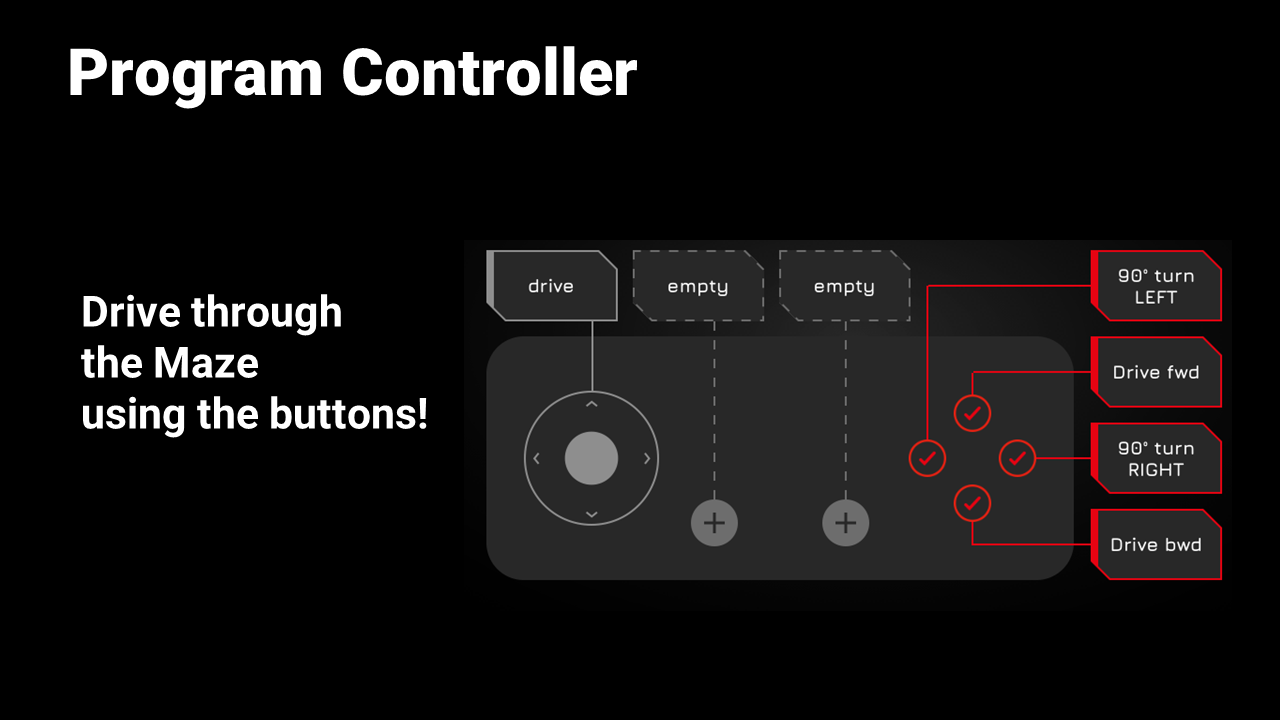 Program Controller
Drive through
the Maze
using the buttons!
drive
empty
empty
90° turn
LEFT
Drive fwd
90° turn
RIGHT
Drive bwd